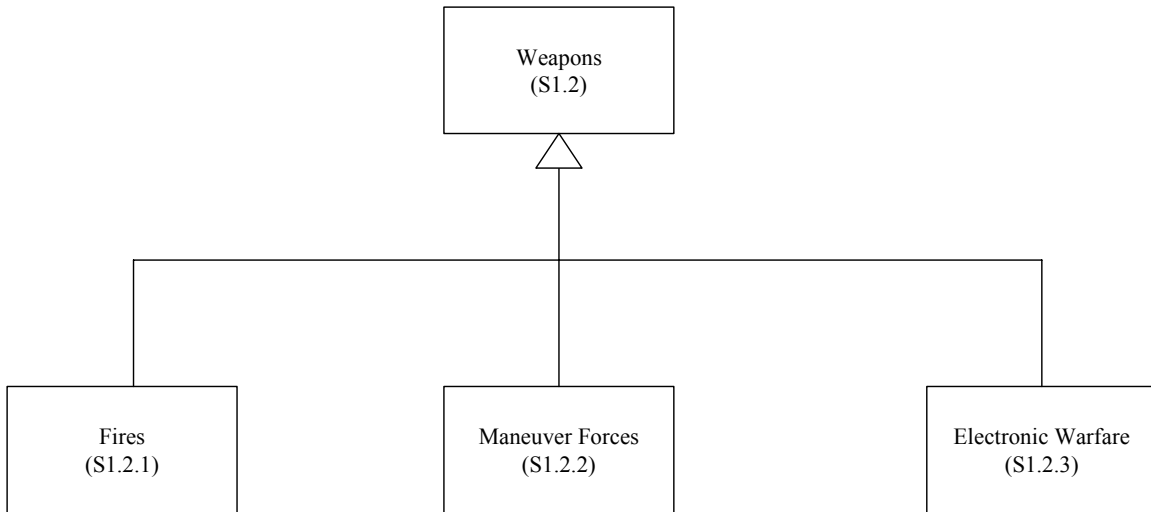 Weapons
(S1.2)
Fires
(S1.2.1)
Maneuver Forces
(S1.2.2)
Electronic Warfare
(S1.2.3)